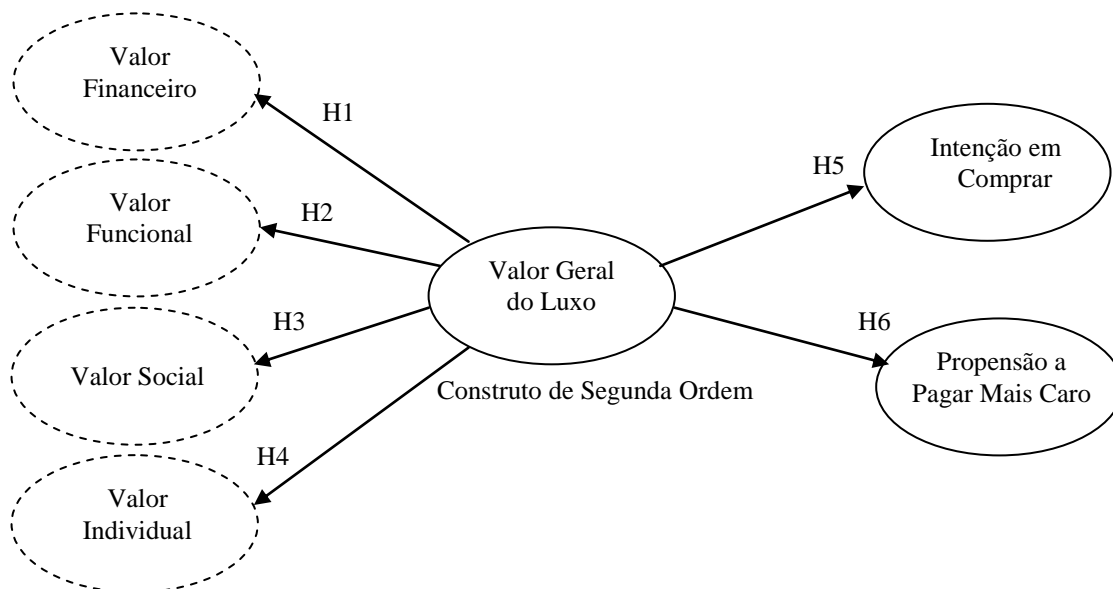 Valor
Financeiro
H1
Valor
Funcional
H2
Valor Social
H3
Valor
Individual
H4
Valor Geral
do Luxo
Construto de Segunda Ordem
H5
Intenção em
Comprar
H6
Propensão a
Pagar Mais Caro